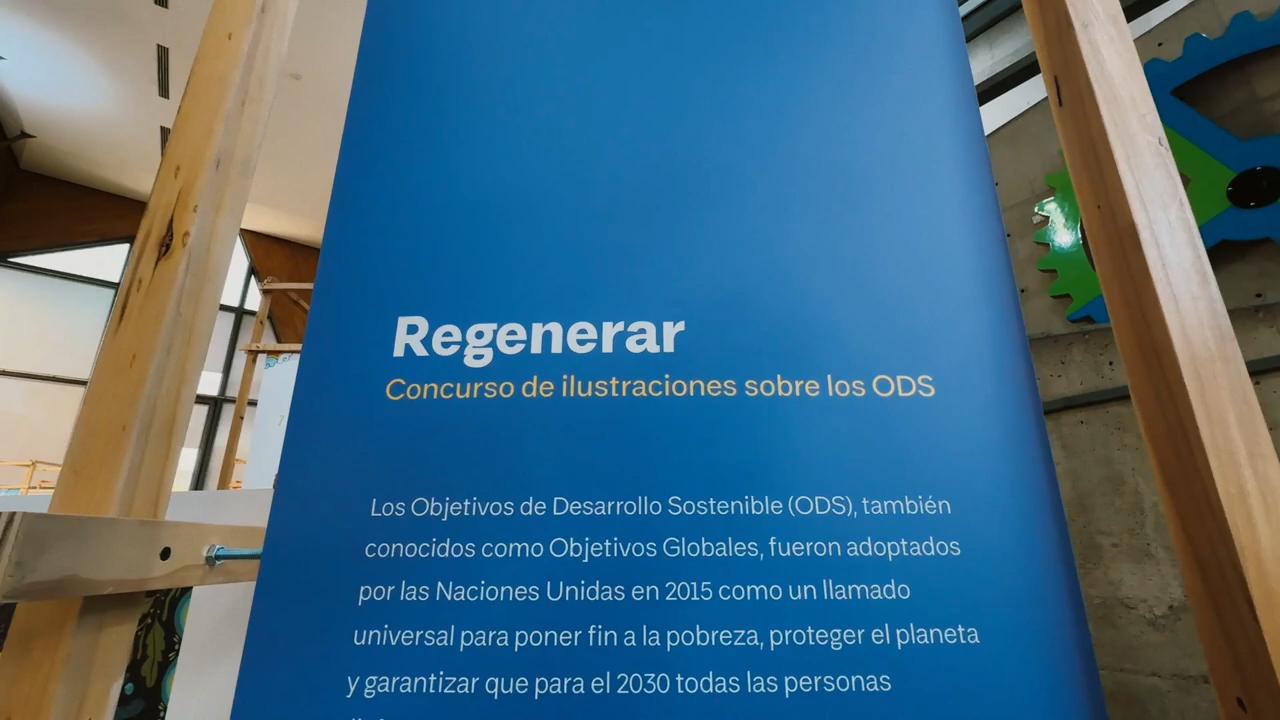 Regenerar
Concurso de ilustraciones sobre los ODS
Los Objetivos de Desarrollo Sostenible (ODS), también
conocidos como Objetivos Globales, fueron adoptados
por las Naciones Unidas en 2015 como un llamado
universal para poner fin a la pobreza, proteger el planeta
y garantizar que para el 2030 todas las personas